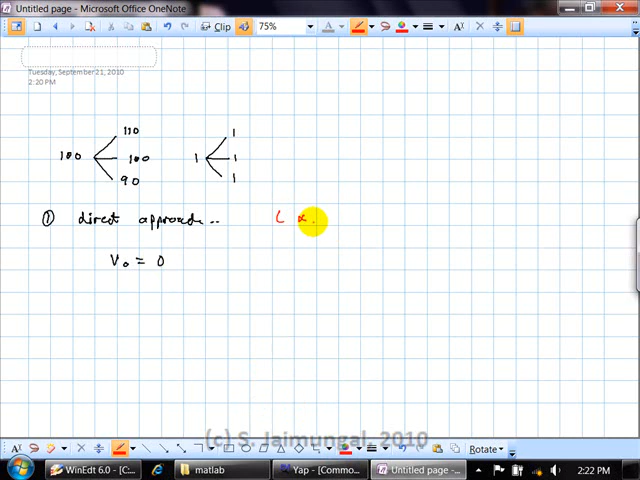 Untitled page - Microsoft Office OneNote
75%
Clip
Tuesday, September 21, 2010
2:20 PM
110
100 100 1 1
90 1
1
① direct approach.. ( α.
V₀ = 0
(c) S. Jaimungal, 2010
Rotate
WinEdt 6.0 - [C:... matlab Yap - [Commo... Untitled page -... 2:22 PM